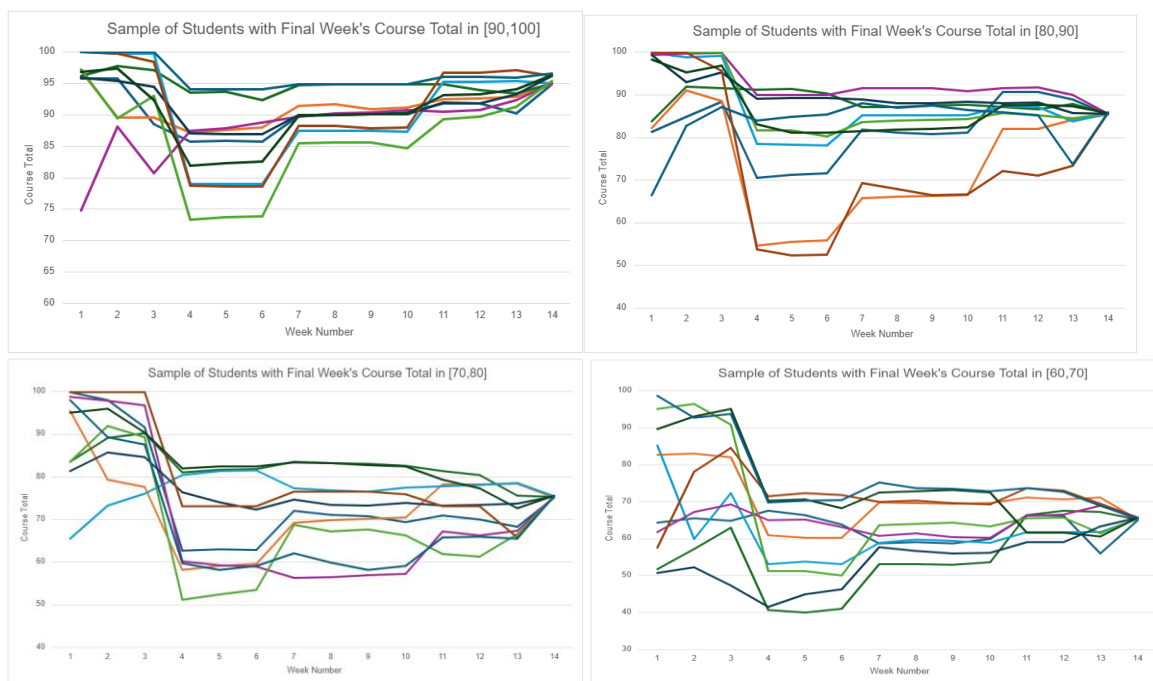 Sample of Students with Final Week's Course Total in [90,100]
100
95
90
85
80
75
70
65
60
Course Total
1 2 3 4 5 6 7 8 9 10 11 12 13 14
Week Number
Sample of Students with Final Week's Course Total in [80,90]
100
90
80
70
60
50
40
Course Total
1 2 3 4 5 6 7 8 9 10 11 12 13 14
Week Number
Sample of Students with Final Week's Course Total in [70,80]
100
90
80
70
60
50
40
Course Total
1 2 3 4 5 6 7 8 9 10 11 12 13 14
Week Number
Sample of Students with Final Week's Course Total in [60,70]
100
90
80
70
60
50
40
30
Course Total
1 2 3 4 5 6 7 8 9 10 11 12 13 14
Week Number